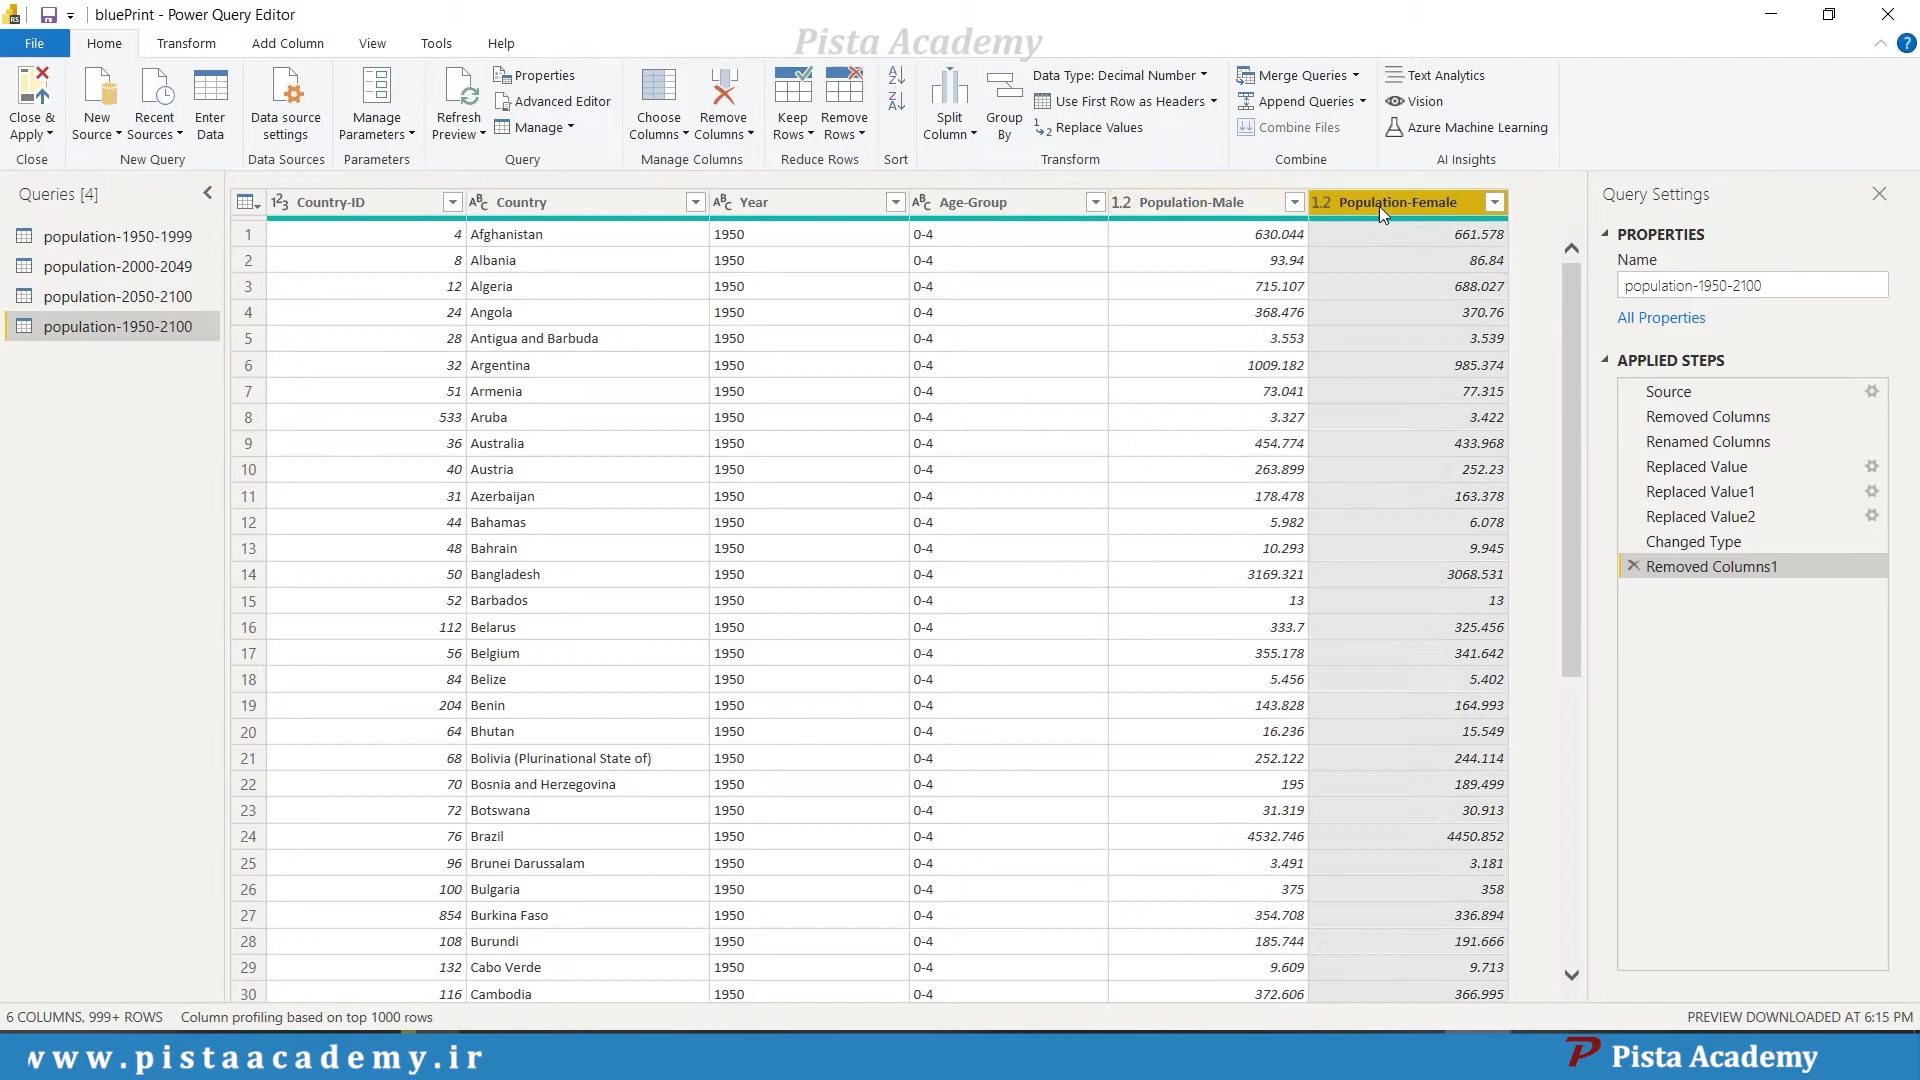 bluePrint - Power Query Editor
Pista Academy
File Home Transform Add Column View Tools Help
Close & Apply
Close
New Source
Recent Sources
Enter Data
New Query
Data source settings
Data Sources
Manage Parameters
Parameters
Refresh Preview
Properties
Advanced Editor
Manage
Query
Choose Columns
Remove Columns
Manage Columns
Keep Rows
Remove Rows
Reduce Rows
Sort
Split Column
Group By
Data Type: Decimal Number
Use First Row as Headers
Replace Values
Transform
Merge Queries
Append Queries
Combine Files
Combine
Text Analytics
Vision
Azure Machine Learning
AI Insights
Queries [4]
population-1950-1999
population-2000-2049
population-2050-2100
population-1950-2100
Country-ID Country Year Age-Group 1.2 Population-Male 1.2 Population-Female
1 4 Afghanistan 1950 0-4 630.044 661.578
2 8 Albania 1950 0-4 93.94 86.84
3 12 Algeria 1950 0-4 715.107 688.027
4 24 Angola 1950 0-4 368.476 370.76
5 28 Antigua and Barbuda 1950 0-4 3.553 3.539
6 32 Argentina 1950 0-4 1009.182 985.374
7 51 Armenia 1950 0-4 73.041 77.315
8 533 Aruba 1950 0-4 3.327 3.422
9 36 Australia 1950 0-4 454.774 433.968
10 40 Austria 1950 0-4 263.899 252.23
11 31 Azerbaijan 1950 0-4 178.478 163.378
12 44 Bahamas 1950 0-4 5.982 6.078
13 48 Bahrain 1950 0-4 10.293 9.945
14 50 Bangladesh 1950 0-4 3169.321 3068.531
15 52 Barbados 1950 0-4 13 13
16 112 Belarus 1950 0-4 333.7 325.456
17 56 Belgium 1950 0-4 355.178 341.642
18 84 Belize 1950 0-4 5.456 5.402
19 204 Benin 1950 0-4 143.828 164.993
20 64 Bhutan 1950 0-4 16.236 15.549
21 68 Bolivia (Plurinational State of) 1950 0-4 252.122 244.114
22 70 Bosnia and Herzegovina 1950 0-4 195 189.499
23 72 Botswana 1950 0-4 31.319 30.913
24 76 Brazil 1950 0-4 4532.746 4450.852
25 96 Brunei Darussalam 1950 0-4 3.491 3.181
26 100 Bulgaria 1950 0-4 375 358
27 854 Burkina Faso 1950 0-4 354.708 336.894
28 108 Burundi 1950 0-4 185.744 191.666
29 132 Cabo Verde 1950 0-4 9.609 9.713
30 116 Cambodia 1950 0-4 372.606 366.995
Query Settings
PROPERTIES
Name
population-1950-2100
All Properties
APPLIED STEPS
Source
Removed Columns
Renamed Columns
Replaced Value
Replaced Value1
Replaced Value2
Changed Type
Removed Columns1
6 COLUMNS, 999+ ROWS Column profiling based on top 1000 rows
PREVIEW DOWNLOADED AT 6:15 PM
www.pistaacademy.ir
Pista Academy